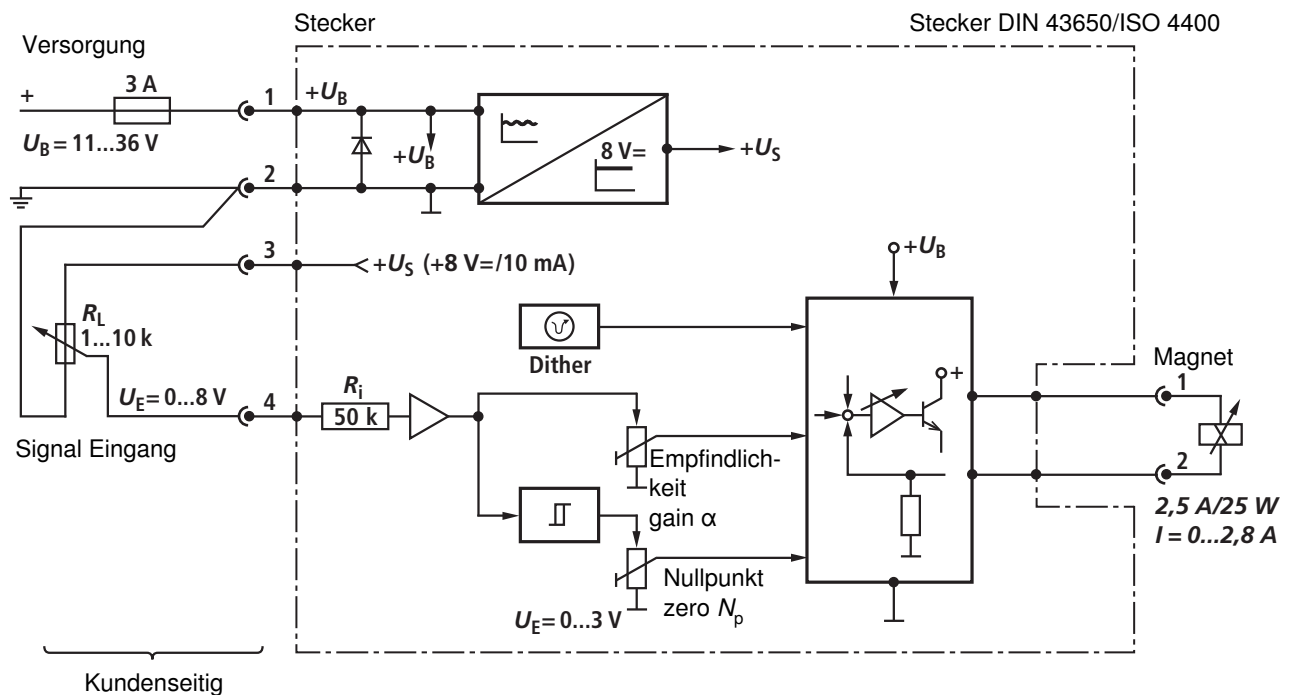 Stecker
Stecker DIN 43650/ISO 4400
Versorgung
3 A
+
1
+U_B
U_B = 11...36 V
+U_B
8 V=
+U_S
2
3
+U_S (+8 V=/10 mA)
+U_B
R_L
1...10 k
Dither
Magnet
U_E = 0...8 V
4
R_i
50 k
+
1
2
Signal Eingang
Empfindlich-
keit
gain α
2,5 A/25 W
I = 0...2,8 A
Nullpunkt
zero N_p
U_E = 0...3 V
Kundenseitig